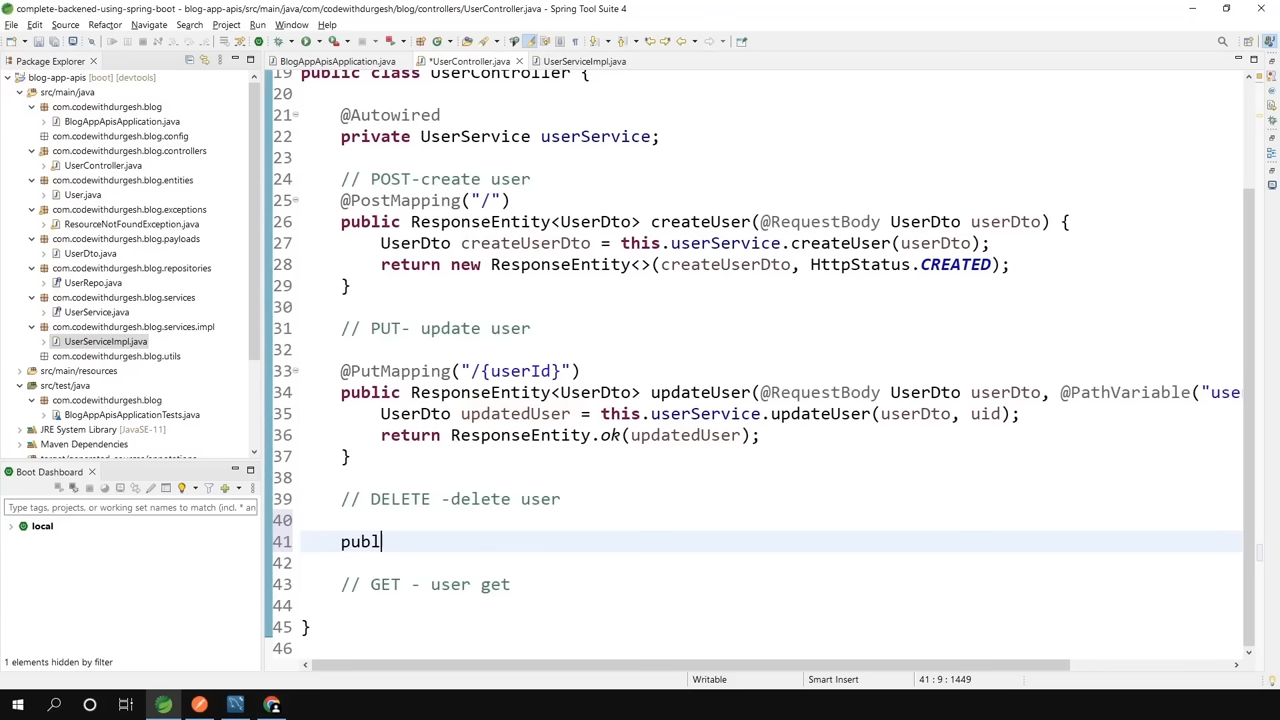 complete-backened-using-spring-boot - blog-app-apis/src/main/java/com/codewithdurgesh/blog/controllers/UserController.java - Spring Tool Suite 4
File Edit Source Refactor Navigate Search Project Run Window Help
Package Explorer
BlogAppApisApplication.java *UserController.java UserServiceImpl.java
blog-app-apis [boot] [devtools]
src/main/java
com.codewithdurgesh.blog
BlogAppApisApplication.java
com.codewithdurgesh.blog.config
com.codewithdurgesh.blog.controllers
UserController.java
com.codewithdurgesh.blog.entities
User.java
com.codewithdurgesh.blog.exceptions
ResourceNotFoundException.java
com.codewithdurgesh.blog.payloads
UserDto.java
com.codewithdurgesh.blog.repositories
UserRepo.java
com.codewithdurgesh.blog.services
UserService.java
com.codewithdurgesh.blog.services.impl
UserServiceImpl.java
com.codewithdurgesh.blog.utils
src/main/resources
src/test/java
com.codewithdurgesh.blog
BlogAppApisApplicationTests.java
JRE System Library [JavaSE-11]
Maven Dependencies
target/generated-sources/annotations
Boot Dashboard
Type tags, projects, or working set names to match (incl. * an
local
1 elements hidden by filter
19 public class UserController {
20
21 @Autowired
22 private UserService userService;
23
24 // POST-create user
25 @PostMapping("/")
26 public ResponseEntity<UserDto> createUser(@RequestBody UserDto userDto) {
27 UserDto createUserDto = this.userService.createUser(userDto);
28 return new ResponseEntity<>(createUserDto, HttpStatus.CREATED);
29 }
30
31 // PUT- update user
32
33 @PutMapping("/{userId}")
34 public ResponseEntity<UserDto> updateUser(@RequestBody UserDto userDto, @PathVariable("use
35 UserDto updatedUser = this.userService.updateUser(userDto, uid);
36 return ResponseEntity.ok(updatedUser);
37 }
38
39 // DELETE -delete user
40
41 publ
42
43 // GET - user get
44
45 }
46
Writable Smart Insert 41 : 9 : 1449